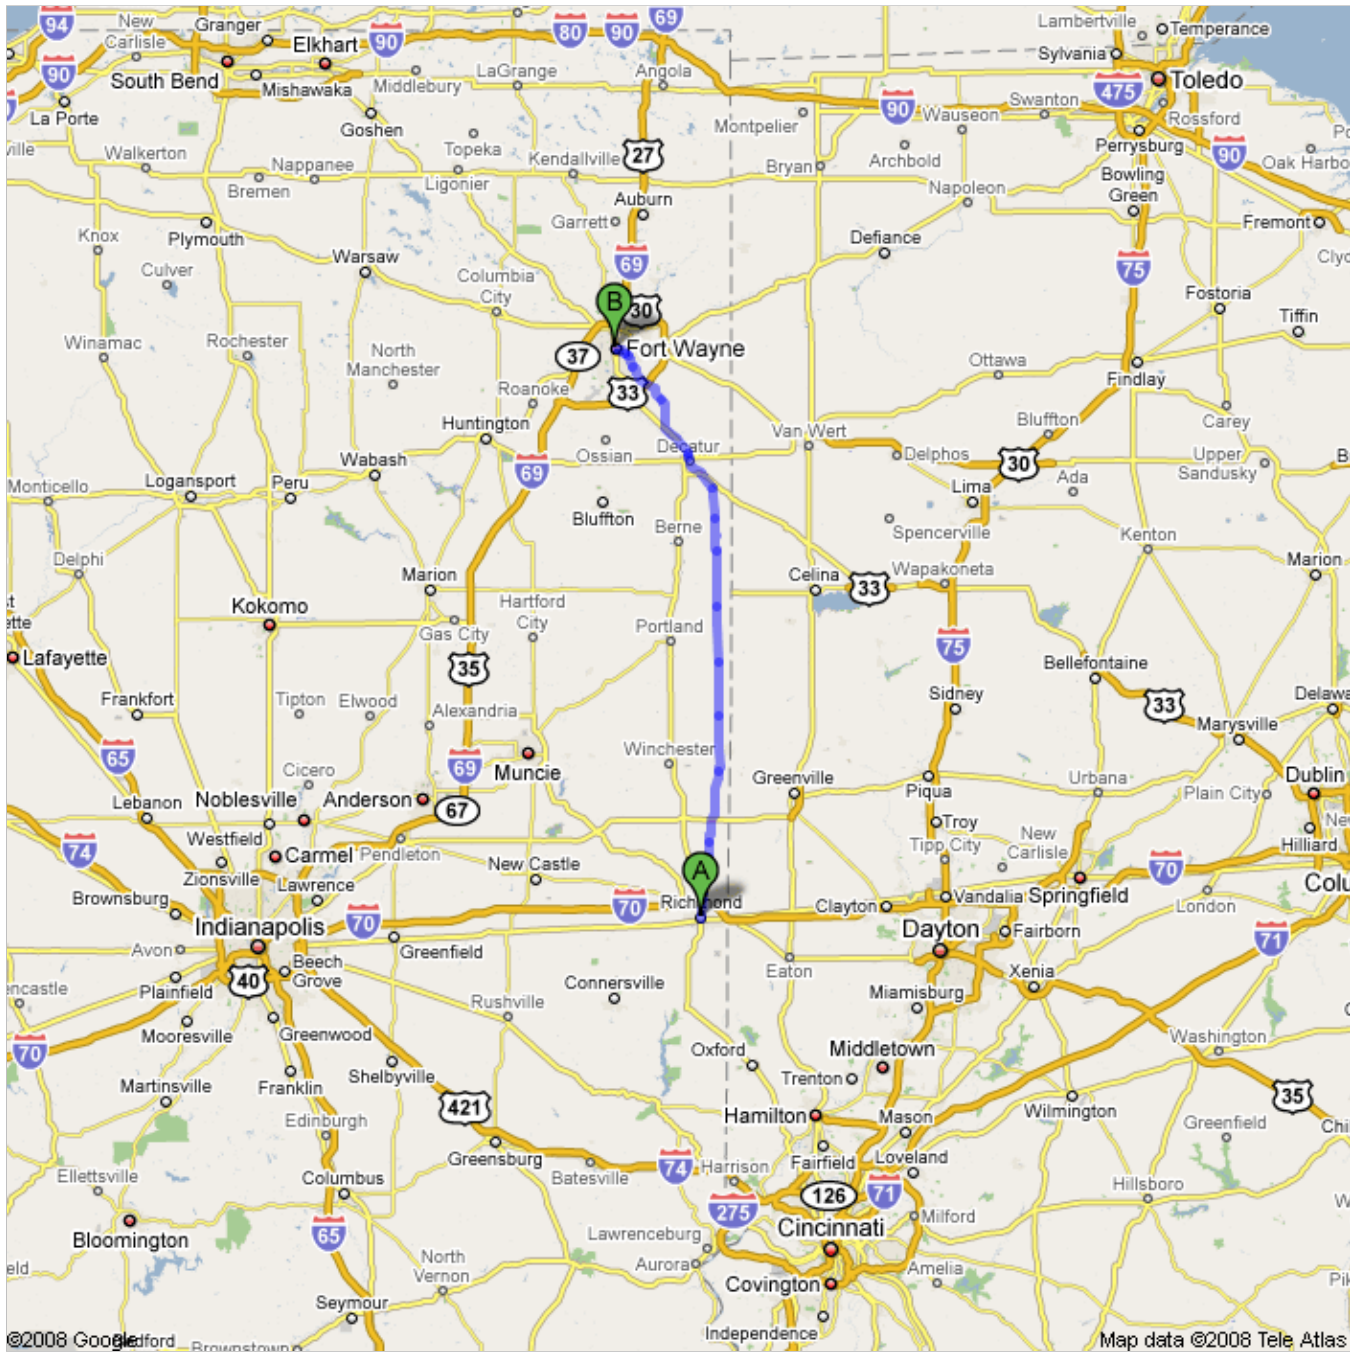 94
New
Carlisle
Granger
Elkhart
90
80
90
69
Lambertville
Temperance
Sylvania
South Bend
Mishawaka
Middlebury
LaGrange
Angola
475
Toledo
90
La Porte
Goshen
90
Montpelier
Wauseon
Swanton
Rossford
Perrysburg
Walkerton
Bremen
Nappanee
Topeka
Ligonier
Kendallville
27
Bryan
Archbold
90
Oak Harbo
Auburn
Garrett
Napoleon
Bowling
Green
Fremont
Knox
Plymouth
Culver
Warsaw
Columbia
City
69
Defiance
75
Clyd
Fostoria
Tiffin
B
30
Winamac
Rochester
North
Manchester
37
Fort Wayne
Ottawa
Findlay
Roanoke
33
Huntington
Ossian
Decatur
Van Wert
Bluffton
Carey
Wabash
69
Delphos
30
Ada
Upper
Sandusky
Monticello
Logansport
Peru
Bluffton
Lima
Berne
Spencerville
Kenton
Delphi
Marion
Celina
33
Wapakoneta
Marion
Kokomo
Gas City
Hartford
City
Portland
75
Lafayette
35
Bellefontaine
Frankfort
Tipton
Elwood
Alexandria
Sidney
33
Delawa
Marysville
65
Cicero
69
Muncie
Winchester
Greenville
Piqua
Urbana
Dublin
Plain City
Lebanon
Noblesville
Anderson
67
Troy
Westfield
Tipp City
New
Carlisle
Hilliard
74
Carmel
Pendleton
New Castle
A
Zionsville
Lawrence
70
Brownsburg
Indianapolis
70
70
Richmond
Clayton
Vandalia
Springfield
London
Colu
Avon
Greenfield
Dayton
Fairborn
71
40
Beech
Grove
Connersville
Eaton
Xenia
encastle
Plainfield
Rushville
Miamisburg
Mooresville
Greenwood
70
Washington
Martinsville
Franklin
Shelbyville
Oxford
Middletown
Trenton
35
Edinburgh
421
Hamilton
Mason
Wilmington
Greenfield
Greensburg
Fairfield
Loveland
Ellettsville
Columbus
Batesville
74
Harrison
126
71
Hillsboro
Bloomington
65
275
Cincinnati
Milford
Lawrenceburg
North
Vernon
Aurora
Covington
Amelia
Seymour
Independence
©2008 Google
Brownstown
Map data ©2008 Tele Atlas